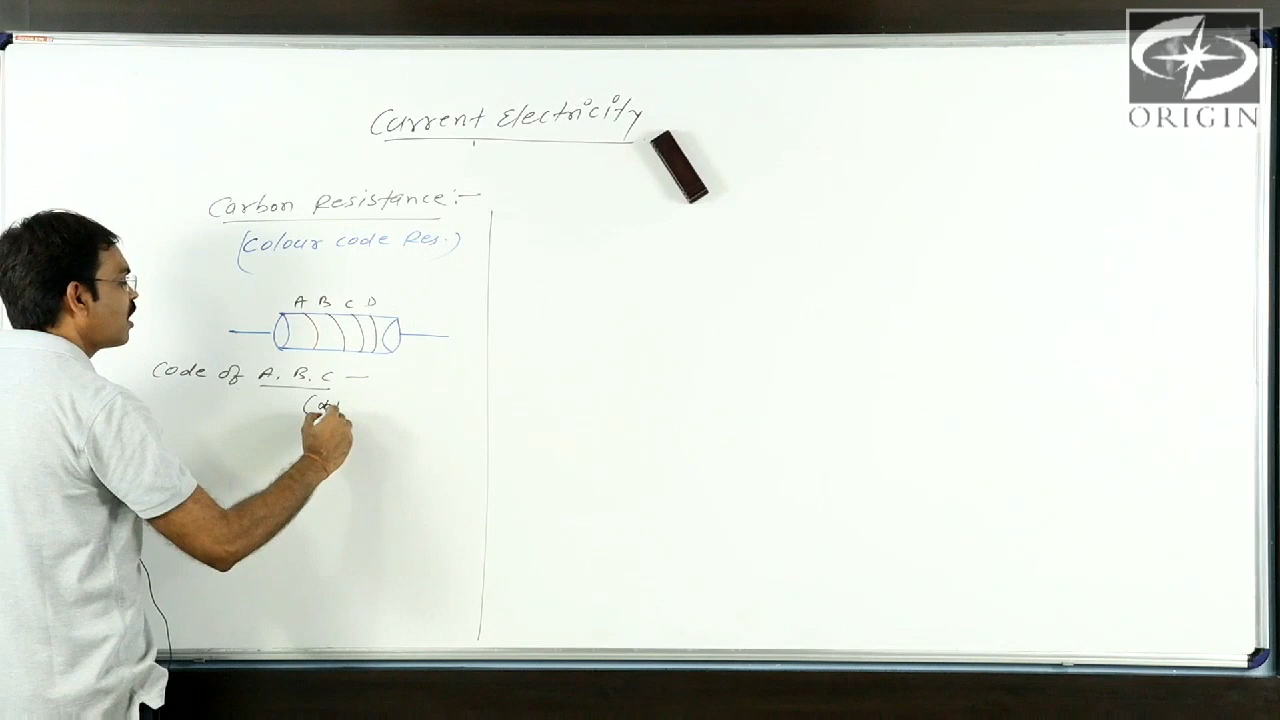 ORIGIN
Current Electricity
Carbon Resistance :-
(Colour code Res.)
A B C D
Code of A. B. C —